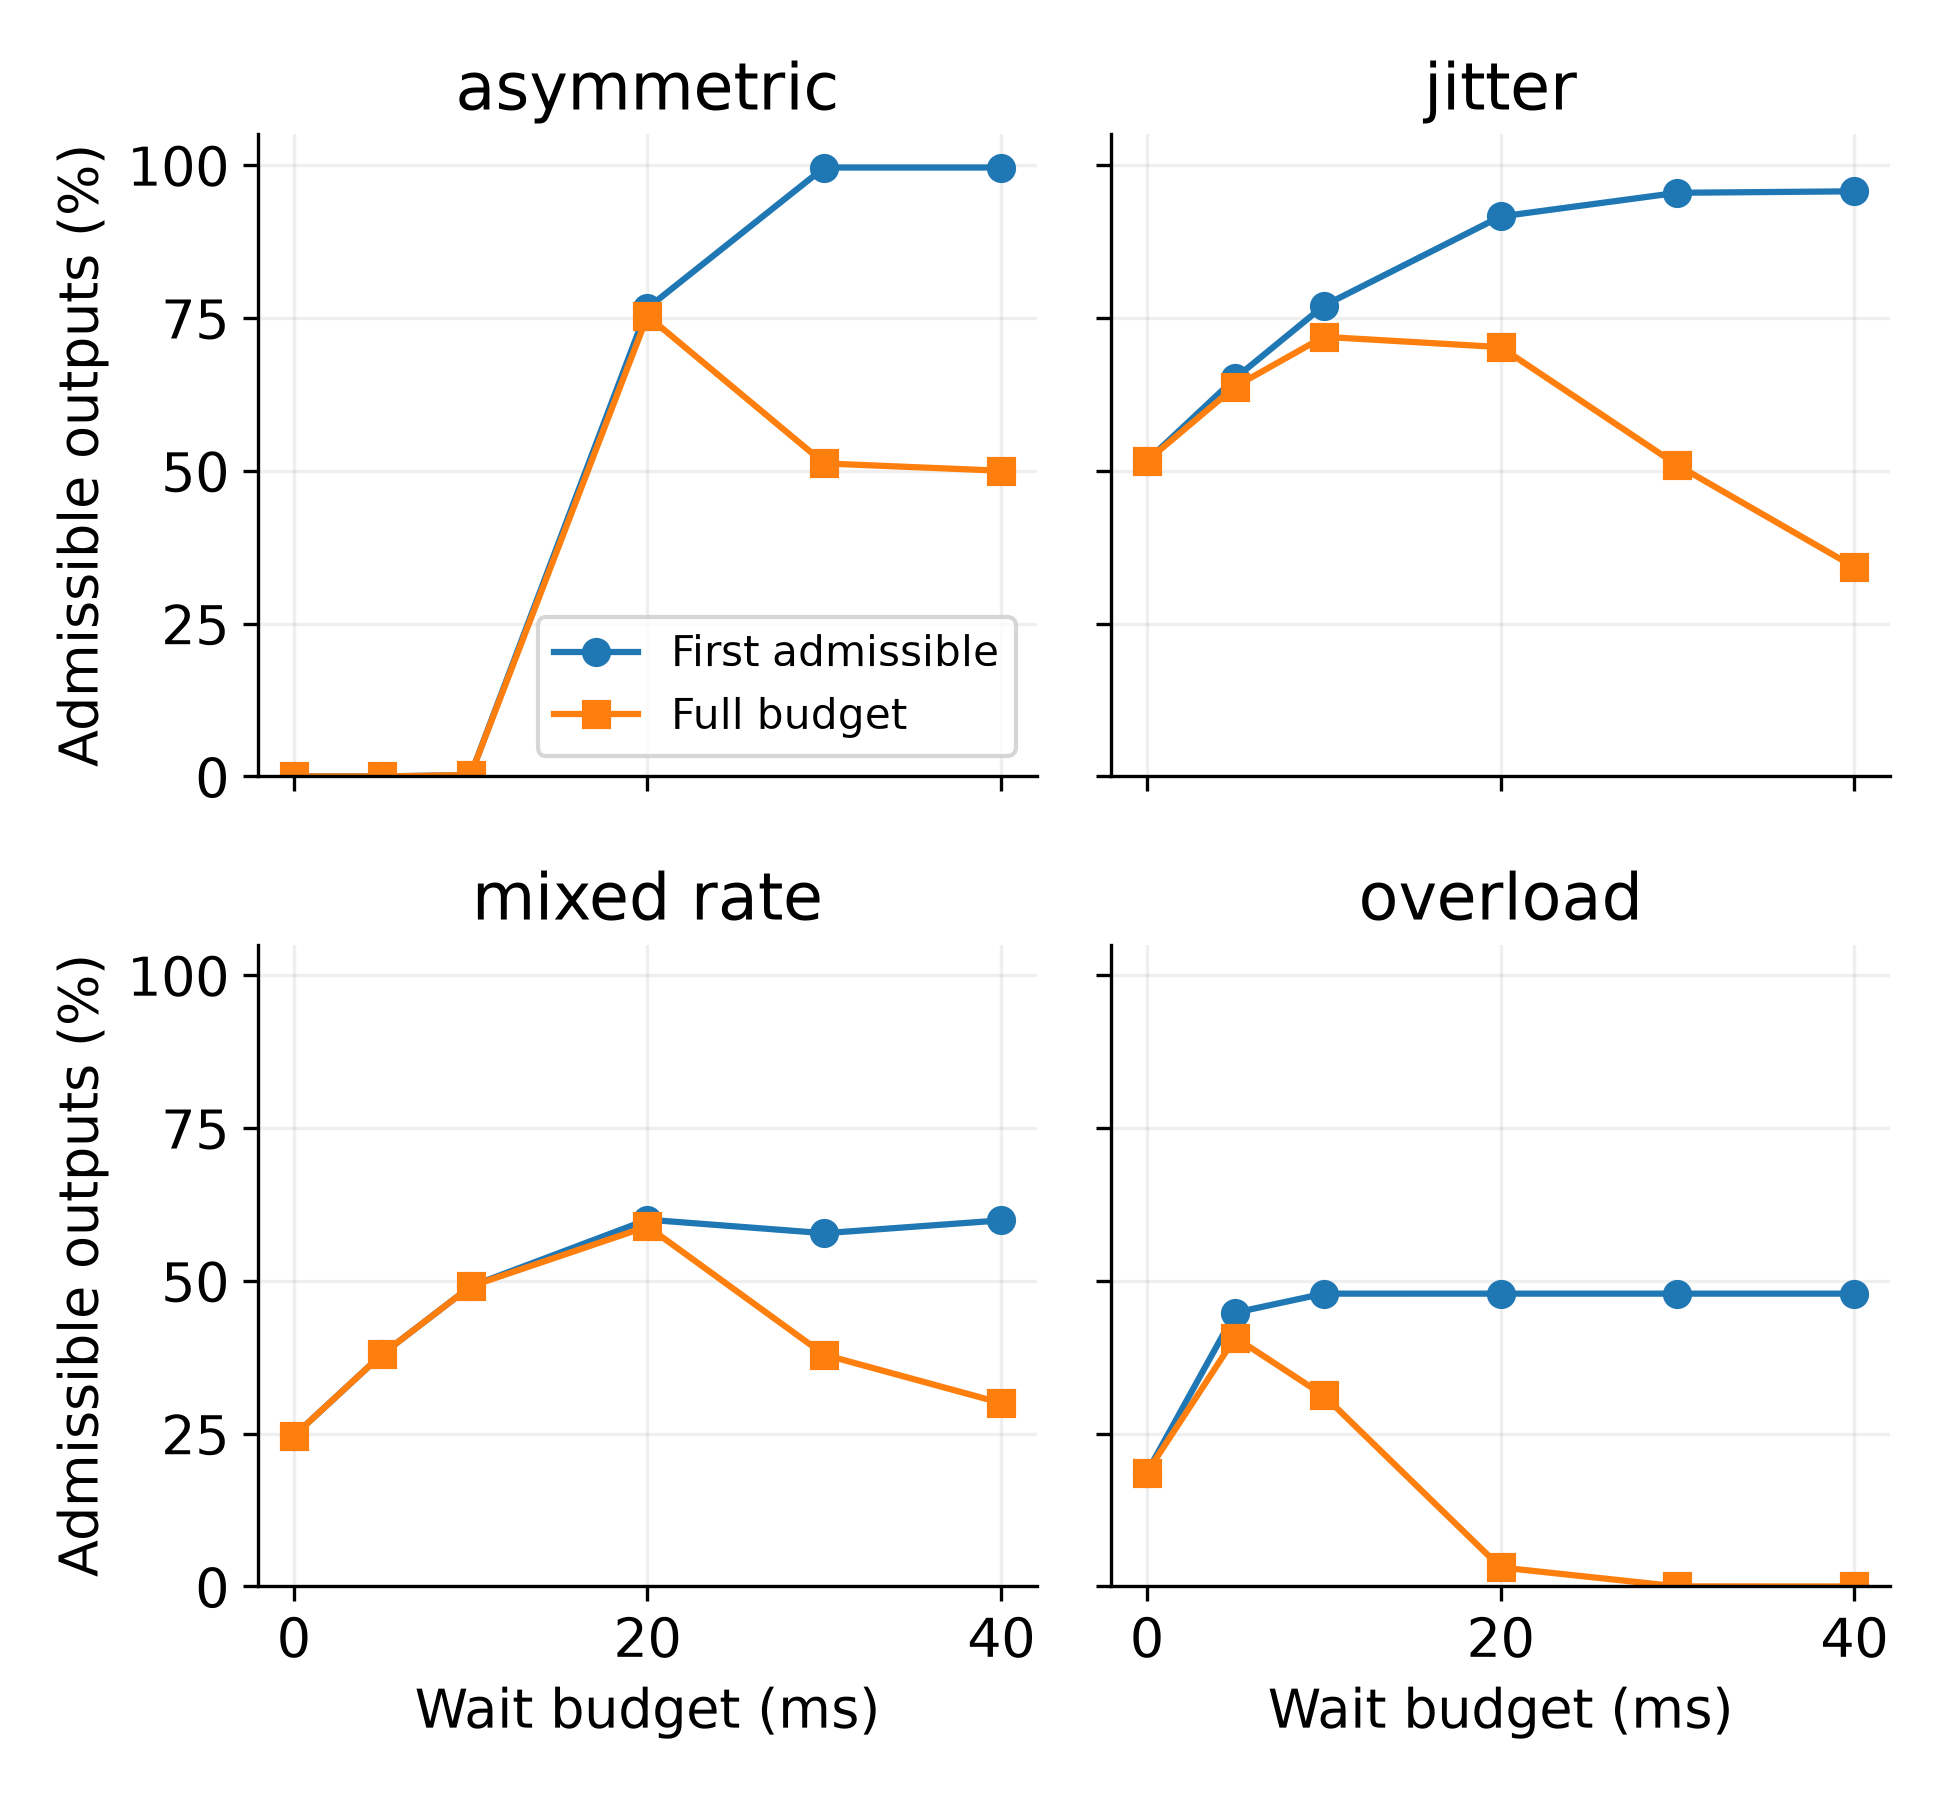 asymmetric
jitter
Admissible outputs (%)
100
75
50
25
0
First admissible
Full budget
mixed rate
overload
Admissible outputs (%)
100
75
50
25
0
0 20 40
0 20 40
Wait budget (ms)
Wait budget (ms)